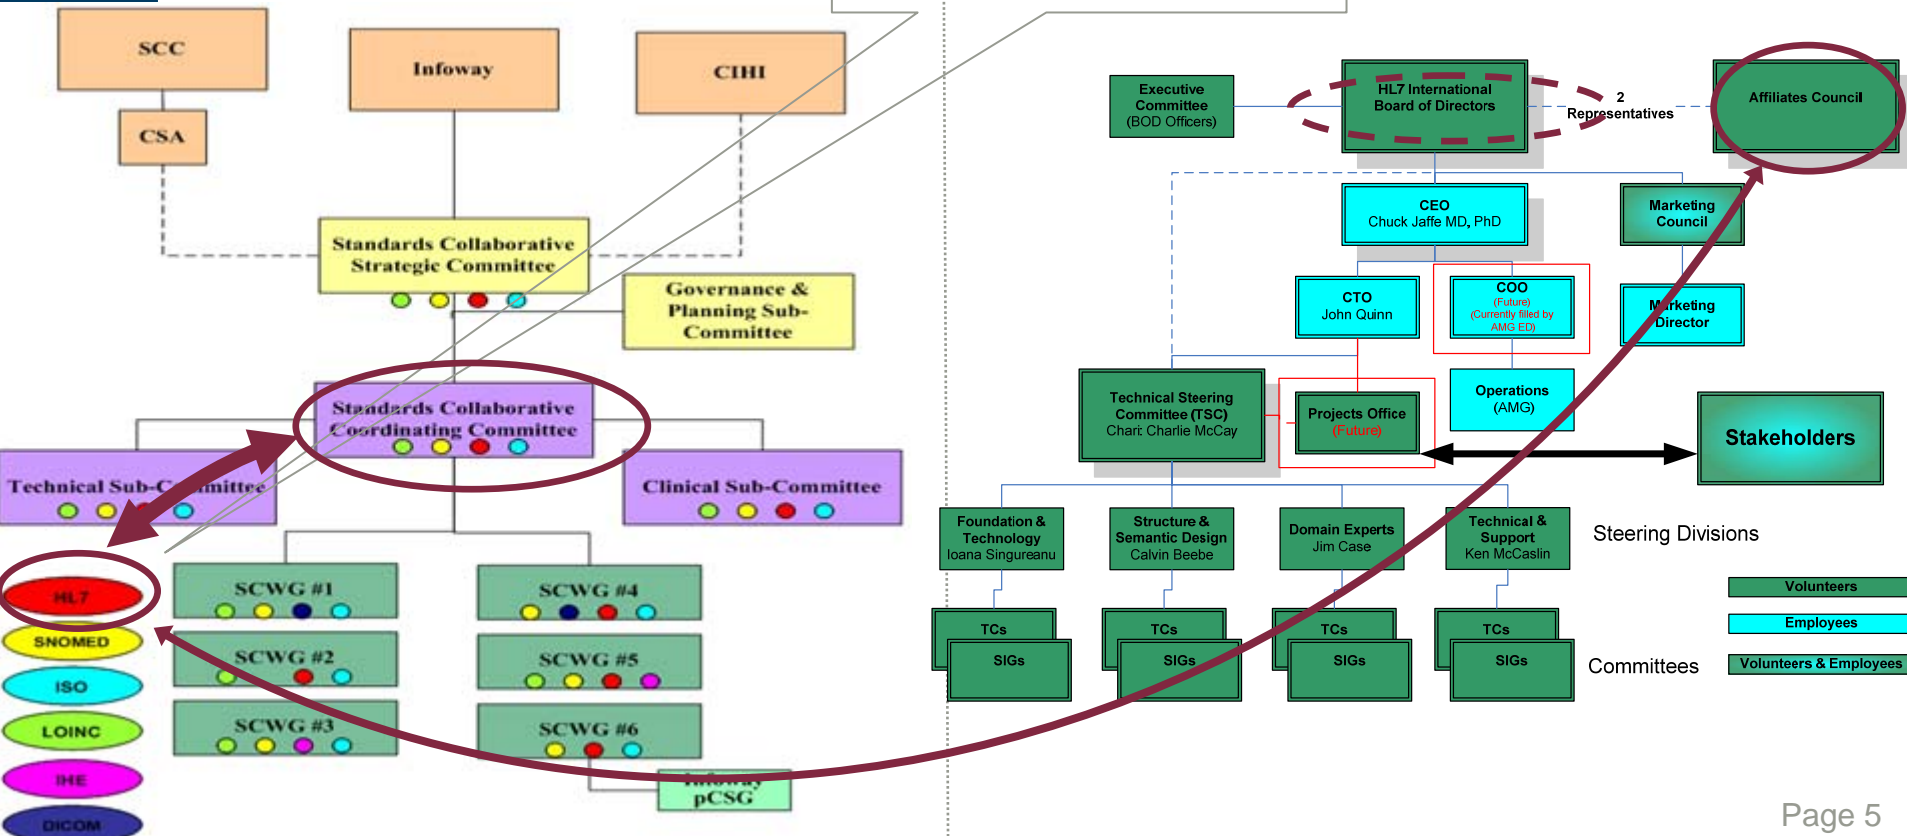 SCC
Infoway
CIHI
CSA
Standards Collaborative
Strategic Committee
Governance &
Planning Sub-
Committee
Standards Collaborative
Coordinating Committee
Technical Sub-Committee
Clinical Sub-Committee
HL7
SNOMED
ISO
LOINC
IHE
DICOM
SCWG #1
SCWG #2
SCWG #3
SCWG #4
SCWG #5
SCWG #6
Infoway
pCSG
Executive
Committee
(BOD Officers)
HL7 International
Board of Directors
2
Representatives
Affiliates Council
CEO
Chuck Jaffe MD, PhD
Marketing
Council
CTO
John Quinn
COO
(Future)
(Currently filled by
AMG ED)
Marketing
Director
Technical Steering
Committee (TSC)
Chari: Charlie McCay
Projects Office
(Future)
Operations
(AMG)
Stakeholders
Foundation &
Technology
Ioana Singureanu
Structure &
Semantic Design
Calvin Beebe
Domain Experts
Jim Case
Technical &
Support
Ken McCaslin
Steering Divisions
TCs
SIGs
TCs
SIGs
TCs
SIGs
TCs
SIGs
Committees
Volunteers
Employees
Volunteers & Employees
Page 5